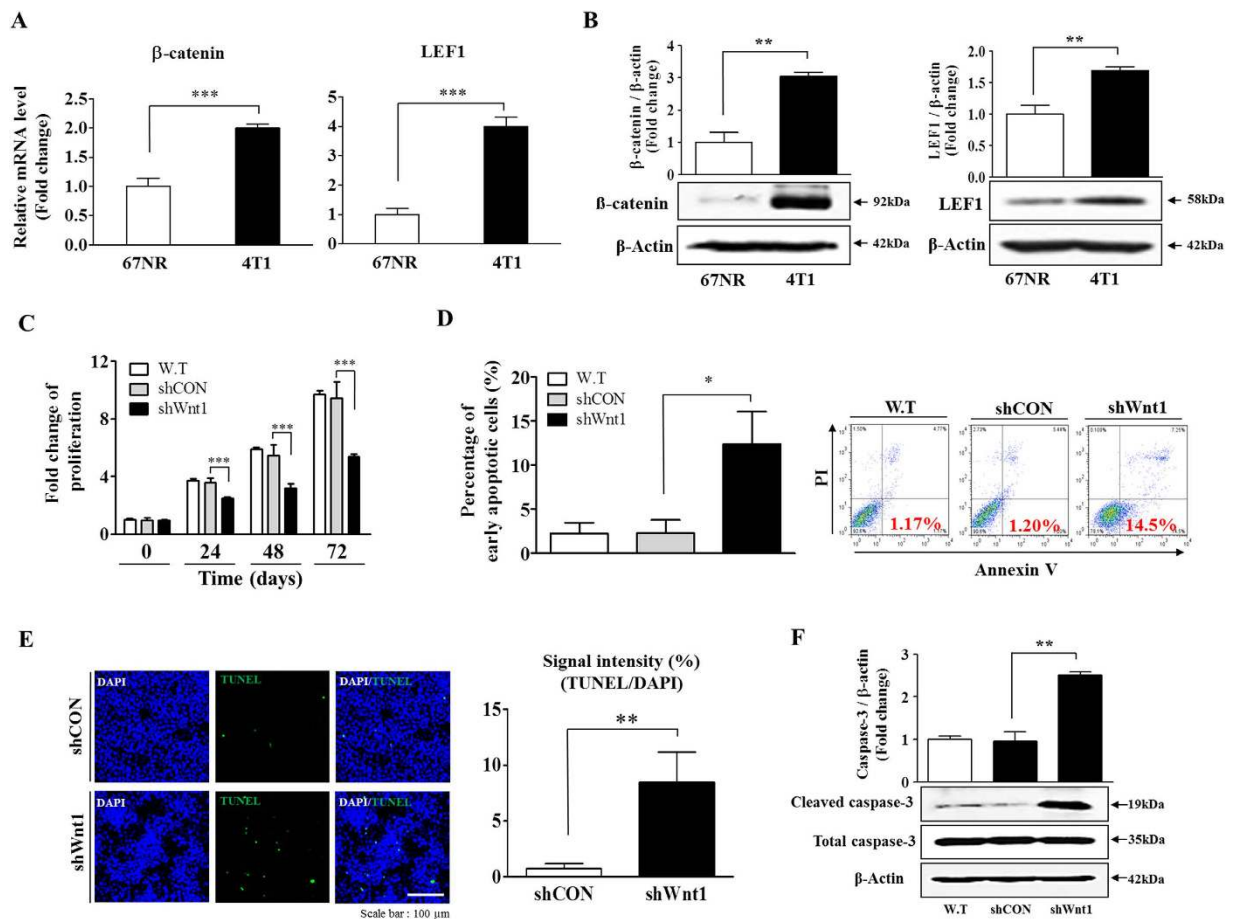 A
β-catenin
LEF1
Relative mRNA level
(Fold change)
2.5
2.0
1.5
1.0
0.5
0.0
***
67NR
4T1
5
4
3
2
1
0
***
67NR
4T1
B
β-catenin / β-actin
(Fold change)
4
3
2
1
0
**
ß-catenin
92kDa
β-Actin
42kDa
67NR
4T1
LEF1 / β-actin
(Fold change)
2.0
1.5
1.0
0.5
0.0
**
LEF1
58kDa
β-Actin
42kDa
67NR
4T1
C
Fold change of
proliferation
12
8
4
0
W.T
shCON
shWnt1
***
***
***
0
24
48
72
Time (days)
D
Percentage of
early apoptotic cells (%)
20
15
10
5
0
W.T
shCON
shWnt1
*
W.T
shCON
shWnt1
PI
1.17%
1.20%
14.5%
Annexin V
E
shCON
DAPI
TUNEL
DAPI/TUNEL
shWnt1
DAPI
TUNEL
DAPI/TUNEL
Scale bar : 100 µm
Signal intensity (%)
(TUNEL/DAPI)
15
10
5
0
**
shCON
shWnt1
F
Caspase-3 / β-actin
(Fold change)
3
2
1
0
**
Cleaved caspase-3
19kDa
Total caspase-3
35kDa
β-Actin
42kDa
W.T
shCON
shWnt1